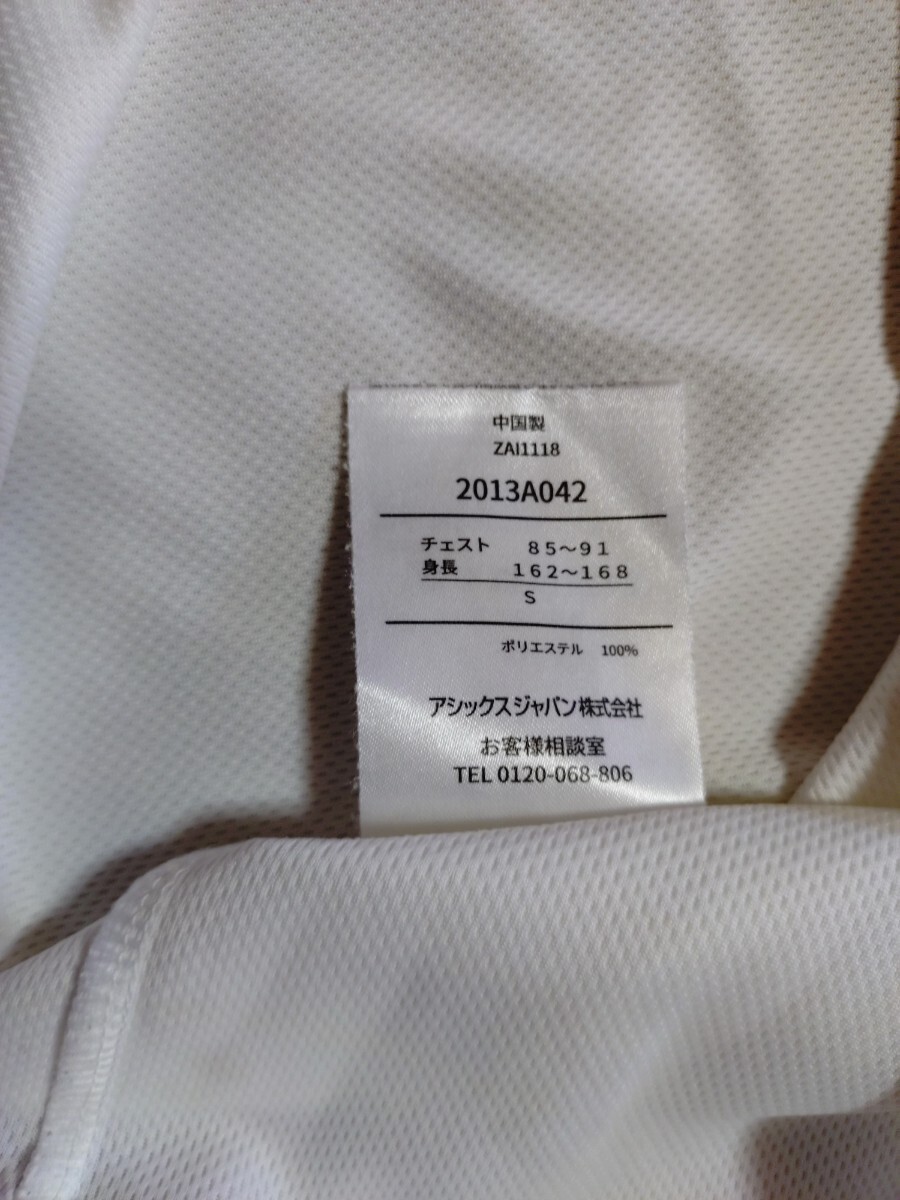 中国製
ZAI1118
2013A042
チェスト 85～91
身長 162～168
S
ポリエステル 100%
アシックスジャパン株式会社
お客様相談室
TEL 0120-068-806